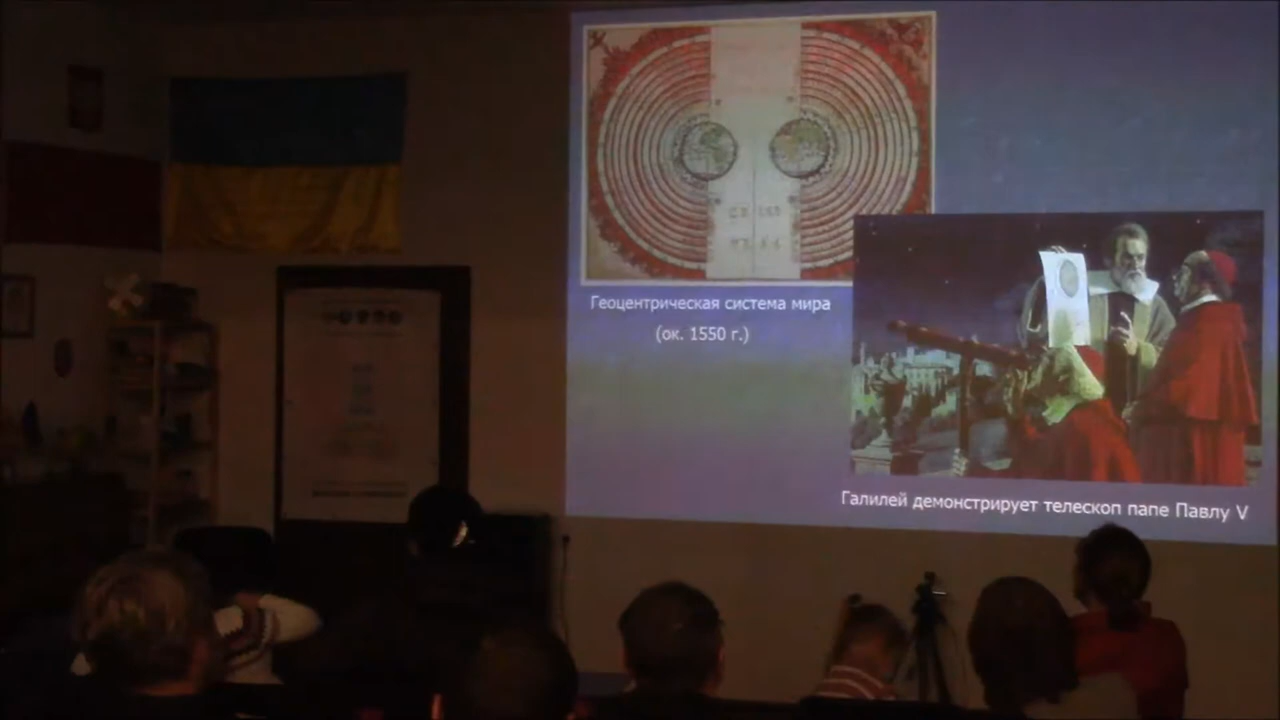 Геоцентрическая система мира
(ок. 1550 г.)
Галилей демонстрирует телескоп папе Павлу V